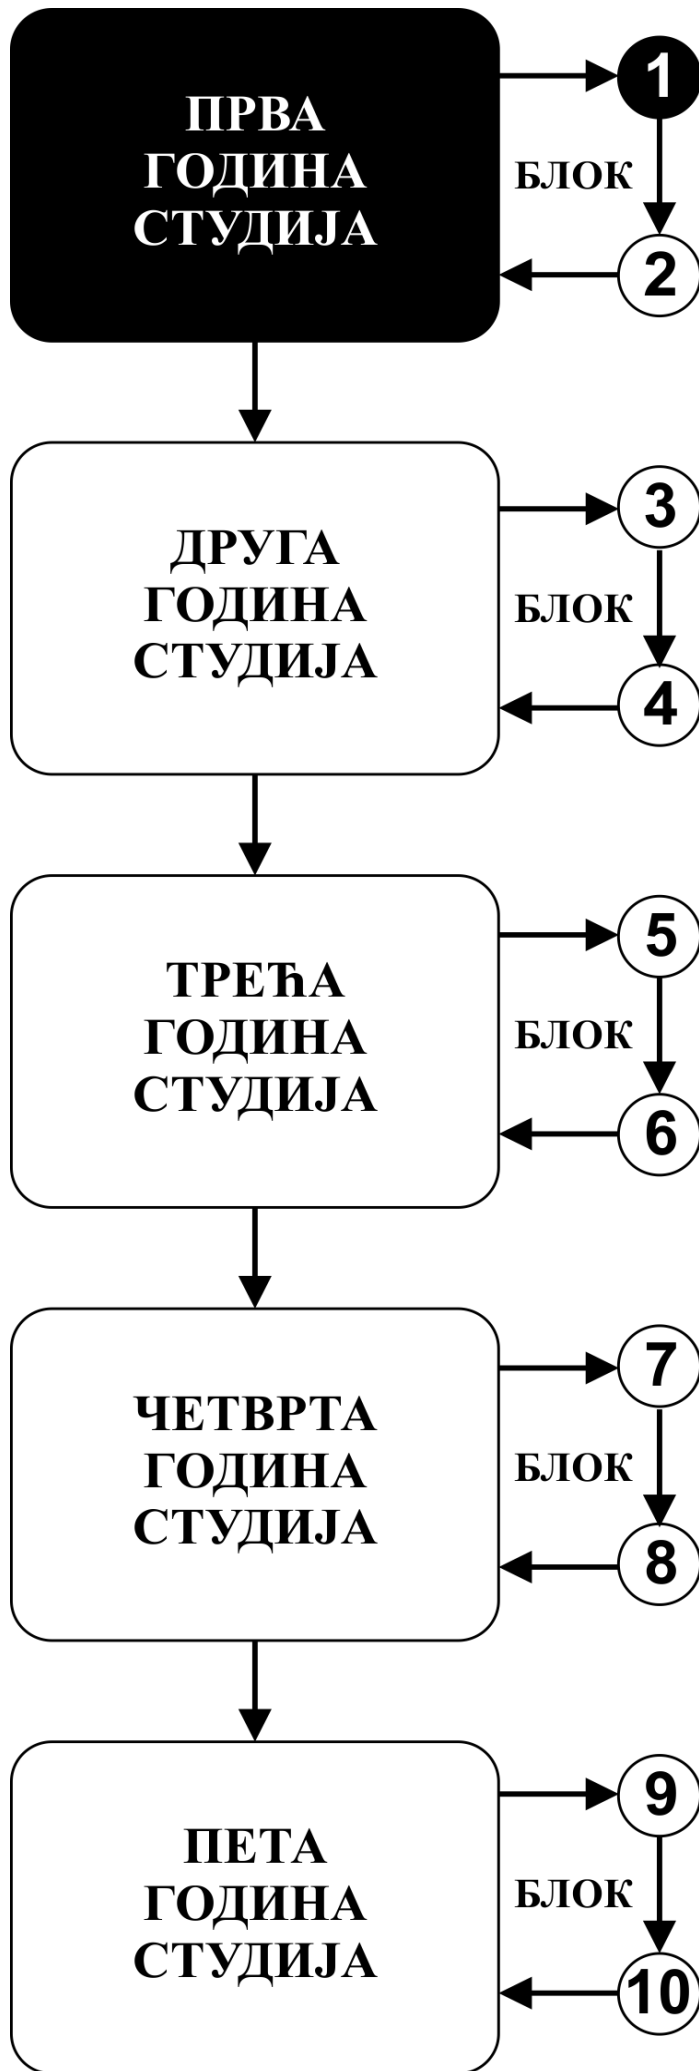 ПРВА
ГОДИНА
СТУДИЈА
1
БЛОК
2
ДРУГА
ГОДИНА
СТУДИЈА
3
БЛОК
4
ТРЕЋА
ГОДИНА
СТУДИЈА
5
БЛОК
6
ЧЕТВРТА
ГОДИНА
СТУДИЈА
7
БЛОК
8
ПЕТА
ГОДИНА
СТУДИЈА
9
БЛОК
10